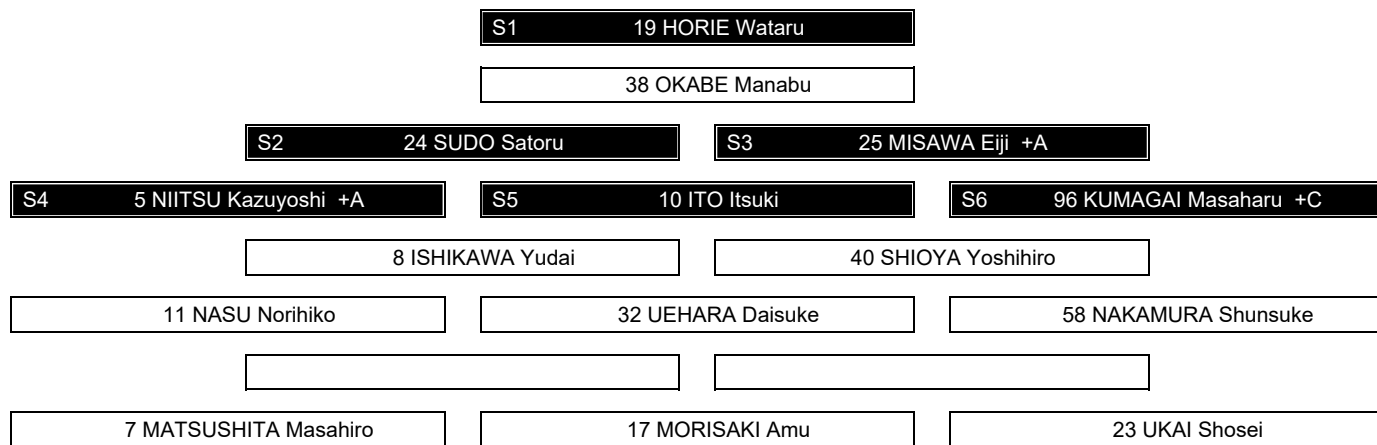 S1 19 HORIE Wataru
38 OKABE Manabu
S2 24 SUDO Satoru S3 25 MISAWA Eiji +A
S4 5 NIITSU Kazuyoshi +A S5 10 ITO Itsuki S6 96 KUMAGAI Masaharu +C
8 ISHIKAWA Yudai 40 SHIOYA Yoshihiro
11 NASU Norihiko 32 UEHARA Daisuke 58 NAKAMURA Shunsuke
7 MATSUSHITA Masahiro 17 MORISAKI Amu 23 UKAI Shosei